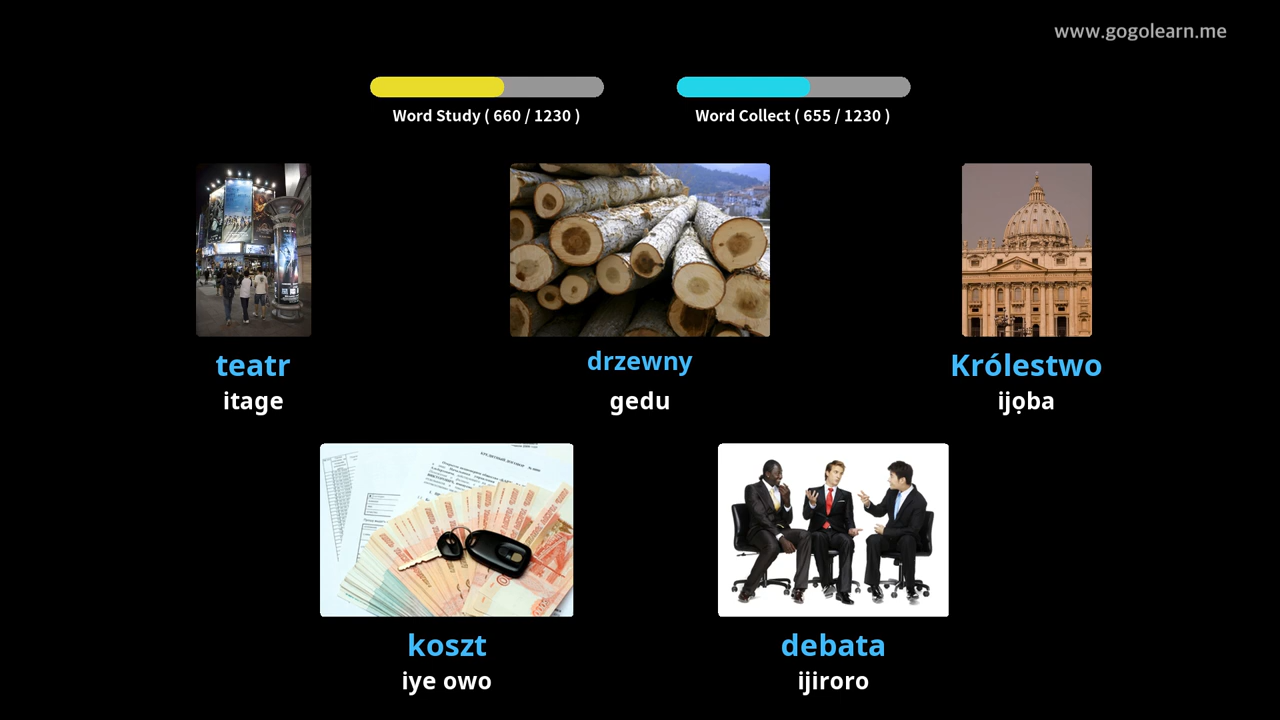 www.gogolearn.me
Word Study ( 660 / 1230 )
Word Collect ( 655 / 1230 )
teatr
itage
drzewny
gedu
Królestwo
ijọba
koszt
iye owo
debata
ijiroro